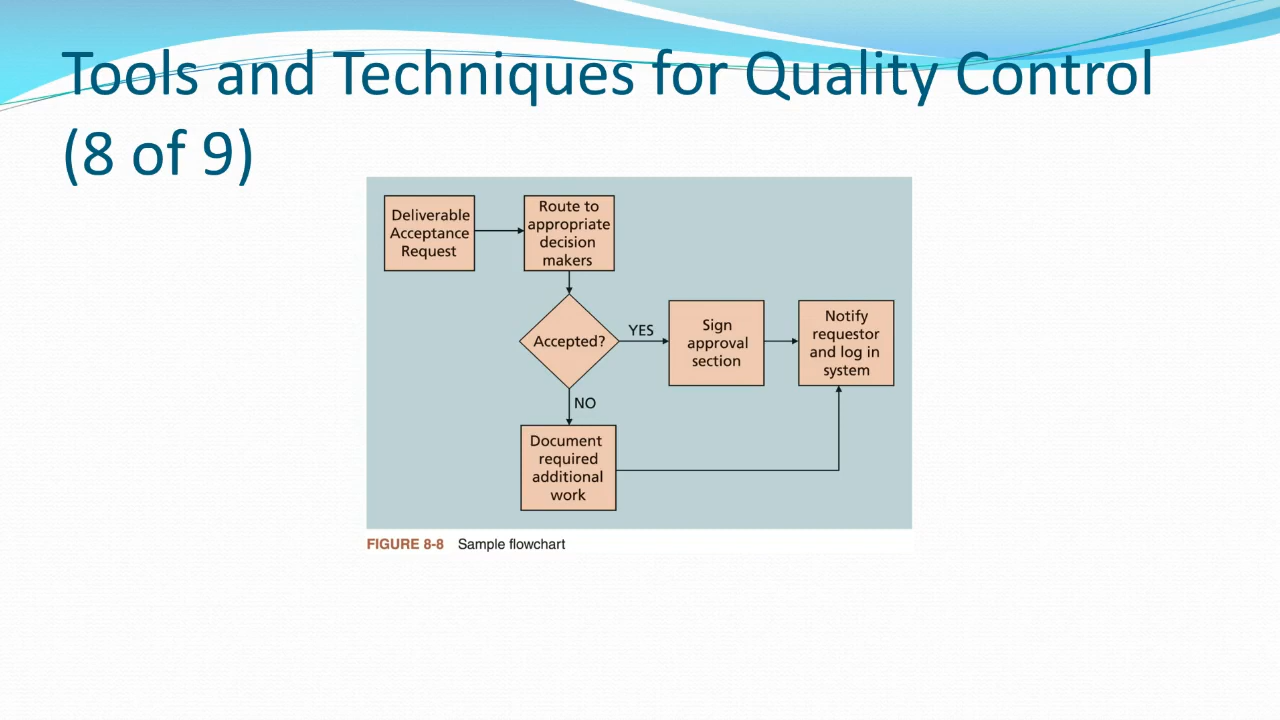 Tools and Techniques for Quality Control
(8 of 9)
Deliverable
Acceptance
Request
Route to
appropriate
decision
makers
Accepted?
YES
Sign
approval
section
Notify
requestor
and log in
system
NO
Document
required
additional
work
FIGURE 8-8 Sample flowchart